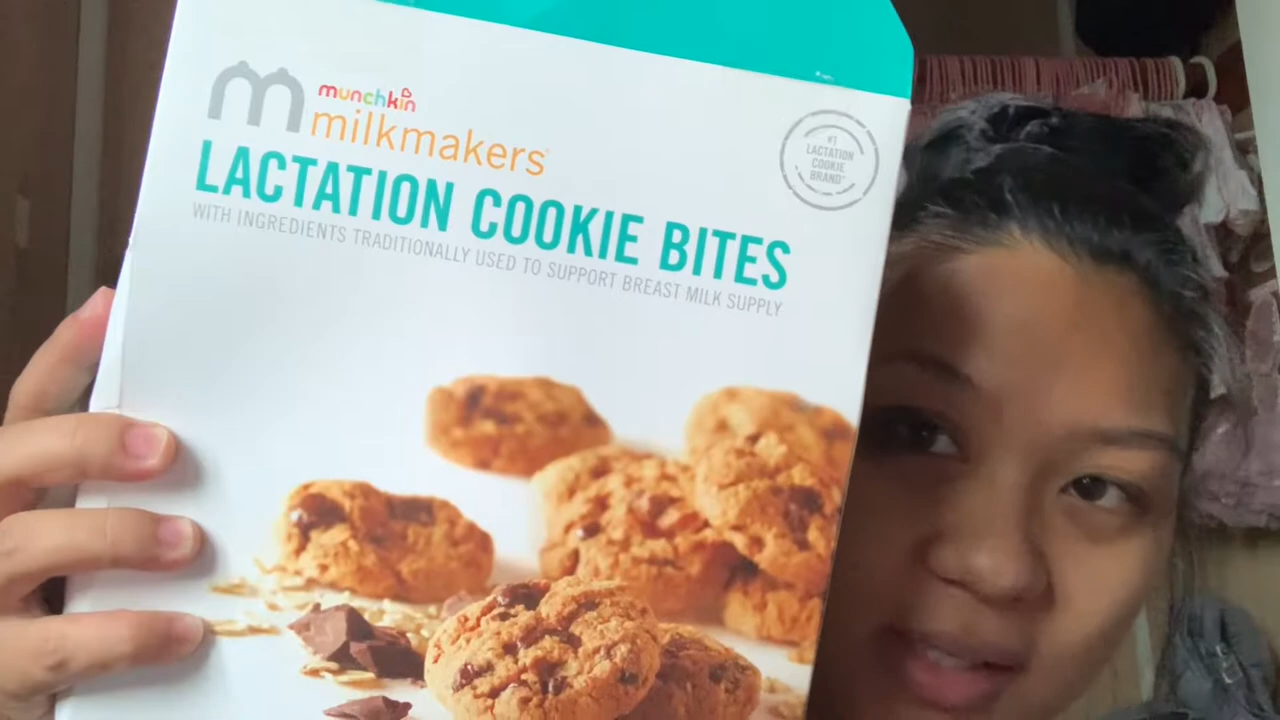 munchkin
milkmakers®
LACTATION COOKIE BITES
WITH INGREDIENTS TRADITIONALLY USED TO SUPPORT BREAST MILK SUPPLY
#1
LACTATION
COOKIE
BRAND*